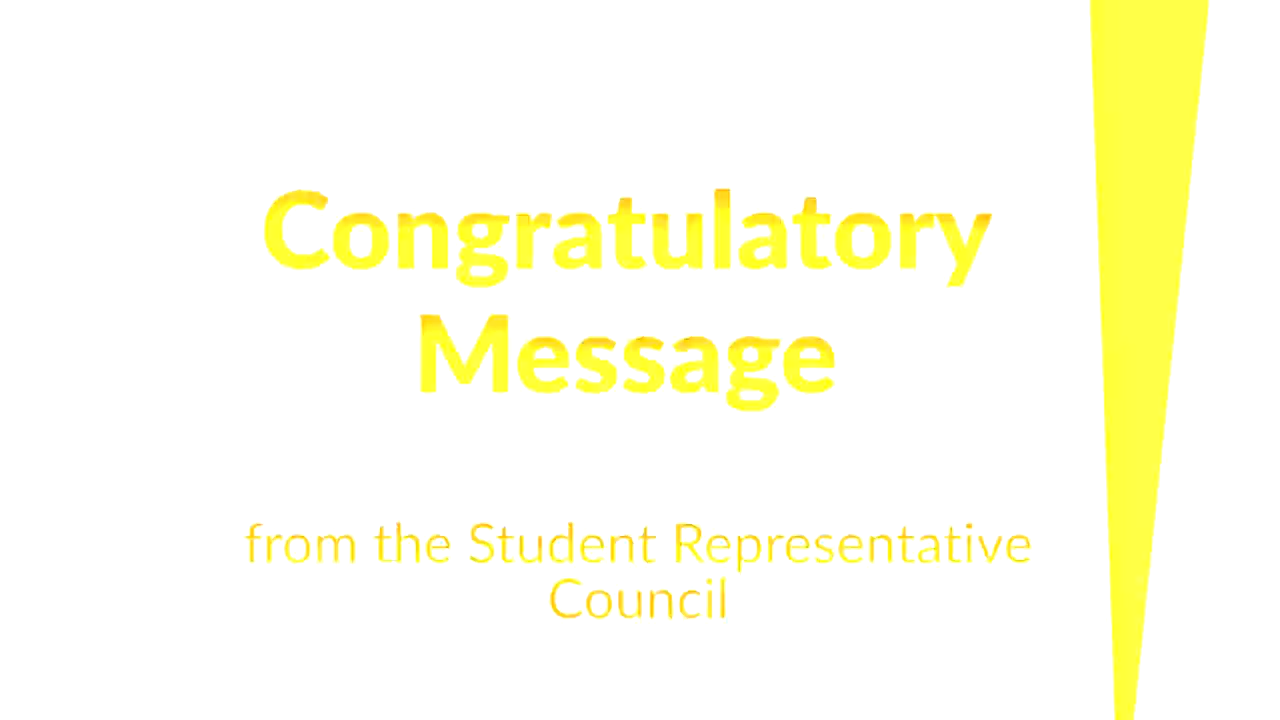 Congratulatory
Message
from the Student Representative
Council